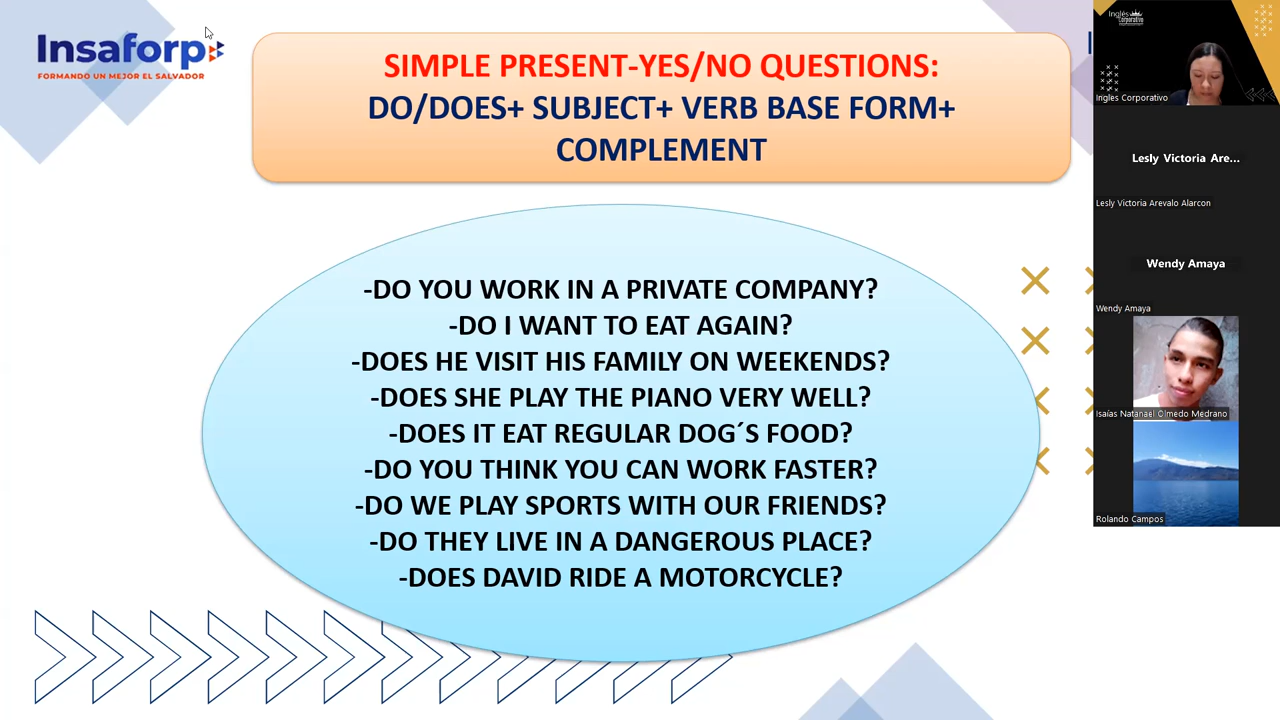 Insaforp
FORMANDO UN MEJOR EL SALVADOR
SIMPLE PRESENT-YES/NO QUESTIONS:
DO/DOES+ SUBJECT+ VERB BASE FORM+
COMPLEMENT
-DO YOU WORK IN A PRIVATE COMPANY?
-DO I WANT TO EAT AGAIN?
-DOES HE VISIT HIS FAMILY ON WEEKENDS?
-DOES SHE PLAY THE PIANO VERY WELL?
-DOES IT EAT REGULAR DOG´S FOOD?
-DO YOU THINK YOU CAN WORK FASTER?
-DO WE PLAY SPORTS WITH OUR FRIENDS?
-DO THEY LIVE IN A DANGEROUS PLACE?
-DOES DAVID RIDE A MOTORCYCLE?
Inglés
Corporativo
Ingles Corporativo
Lesly Victoria Are...
Lesly Victoria Arevalo Alarcon
Wendy Amaya
Wendy Amaya
Isaías Natanael Olmedo Medrano
Rolando Campos